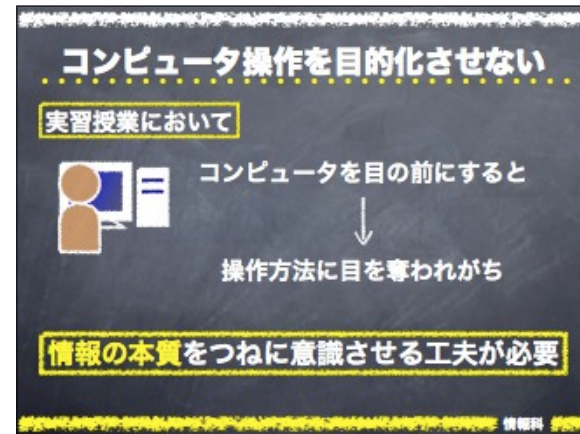 コンピュータ操作を目的化させない
実習授業において
コンピュータを目の前にすると
操作方法に目を奪われがち
情報の本質をつねに意識させる工夫が必要
情報科